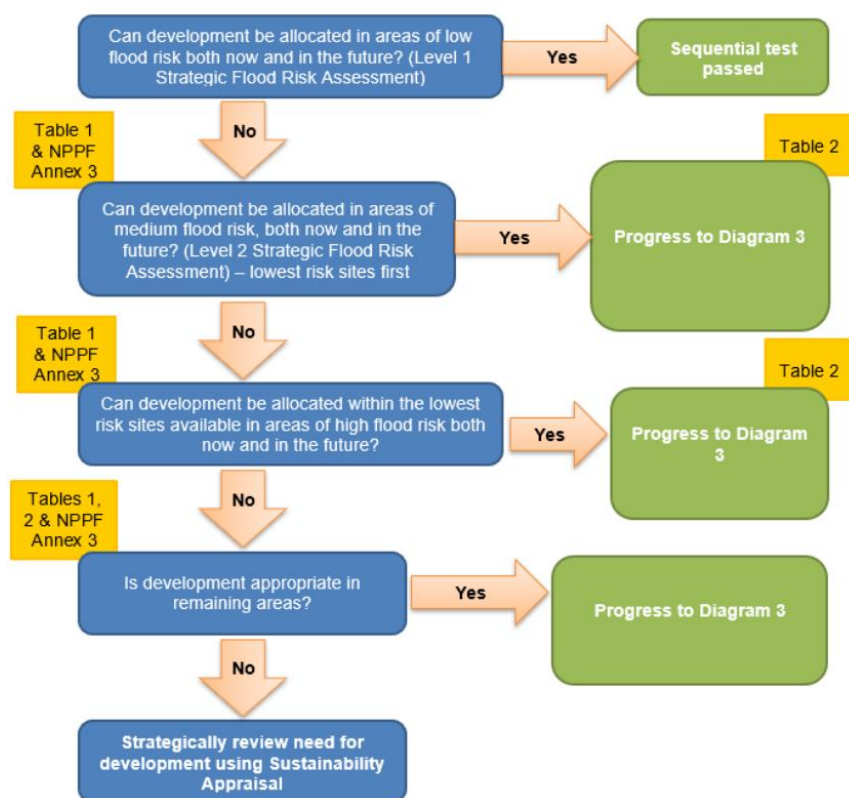 Can development be allocated in areas of low
flood risk both now and in the future? (Level 1
Strategic Flood Risk Assessment)
Yes
Sequential test
passed
No
Table 1
& NPPF
Annex 3
Table 2
Can development be allocated in areas of
medium flood risk, both now and in the
future? (Level 2 Strategic Flood Risk
Assessment) – lowest risk sites first
Yes
Progress to Diagram 3
No
Table 1
& NPPF
Annex 3
Table 2
Can development be allocated within the lowest
risk sites available in areas of high flood risk both
now and in the future?
Yes
Progress to Diagram
3
No
Tables 1,
2 & NPPF
Annex 3
Is development appropriate in
remaining areas?
Yes
Progress to Diagram 3
No
Strategically review need for
development using Sustainability
Appraisal